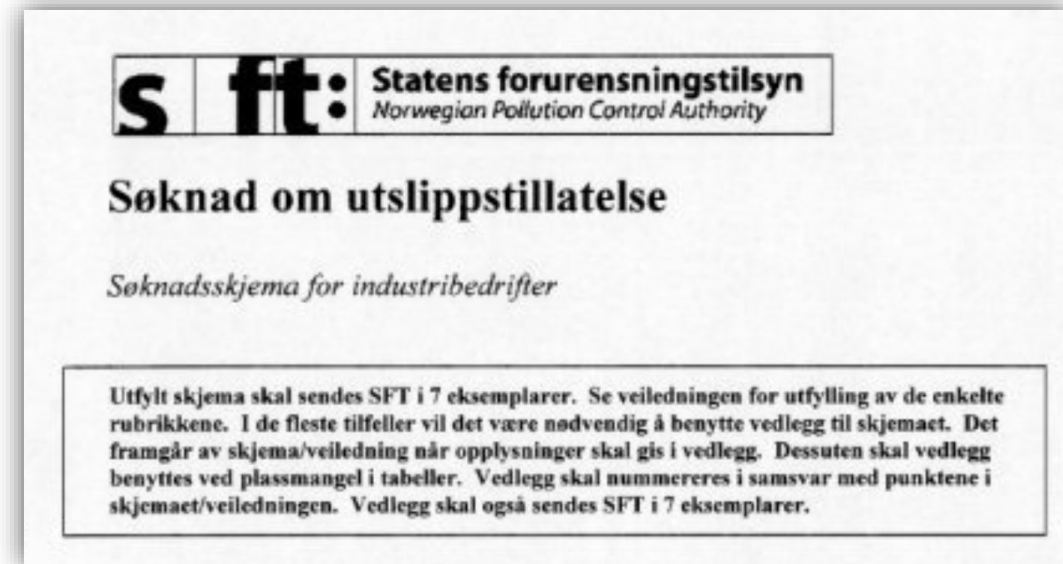 sft: Statens forurensningstilsyn
Norwegian Pollution Control Authority
Søknad om utslippstillatelse
Søknadsskjema for industribedrifter
Utfylt skjema skal sendes SFT i 7 eksemplarer. Se veiledningen for utfylling av de enkelte
rubrikkene. I de fleste tilfeller vil det være nødvendig å benytte vedlegg til skjemaet. Det
framgår av skjema/veiledning når opplysninger skal gis i vedlegg. Dessuten skal vedlegg
benyttes ved plassmangel i tabeller. Vedlegg skal nummereres i samsvar med punktene i
skjemaet/veiledningen. Vedlegg skal også sendes SFT i 7 eksemplarer.